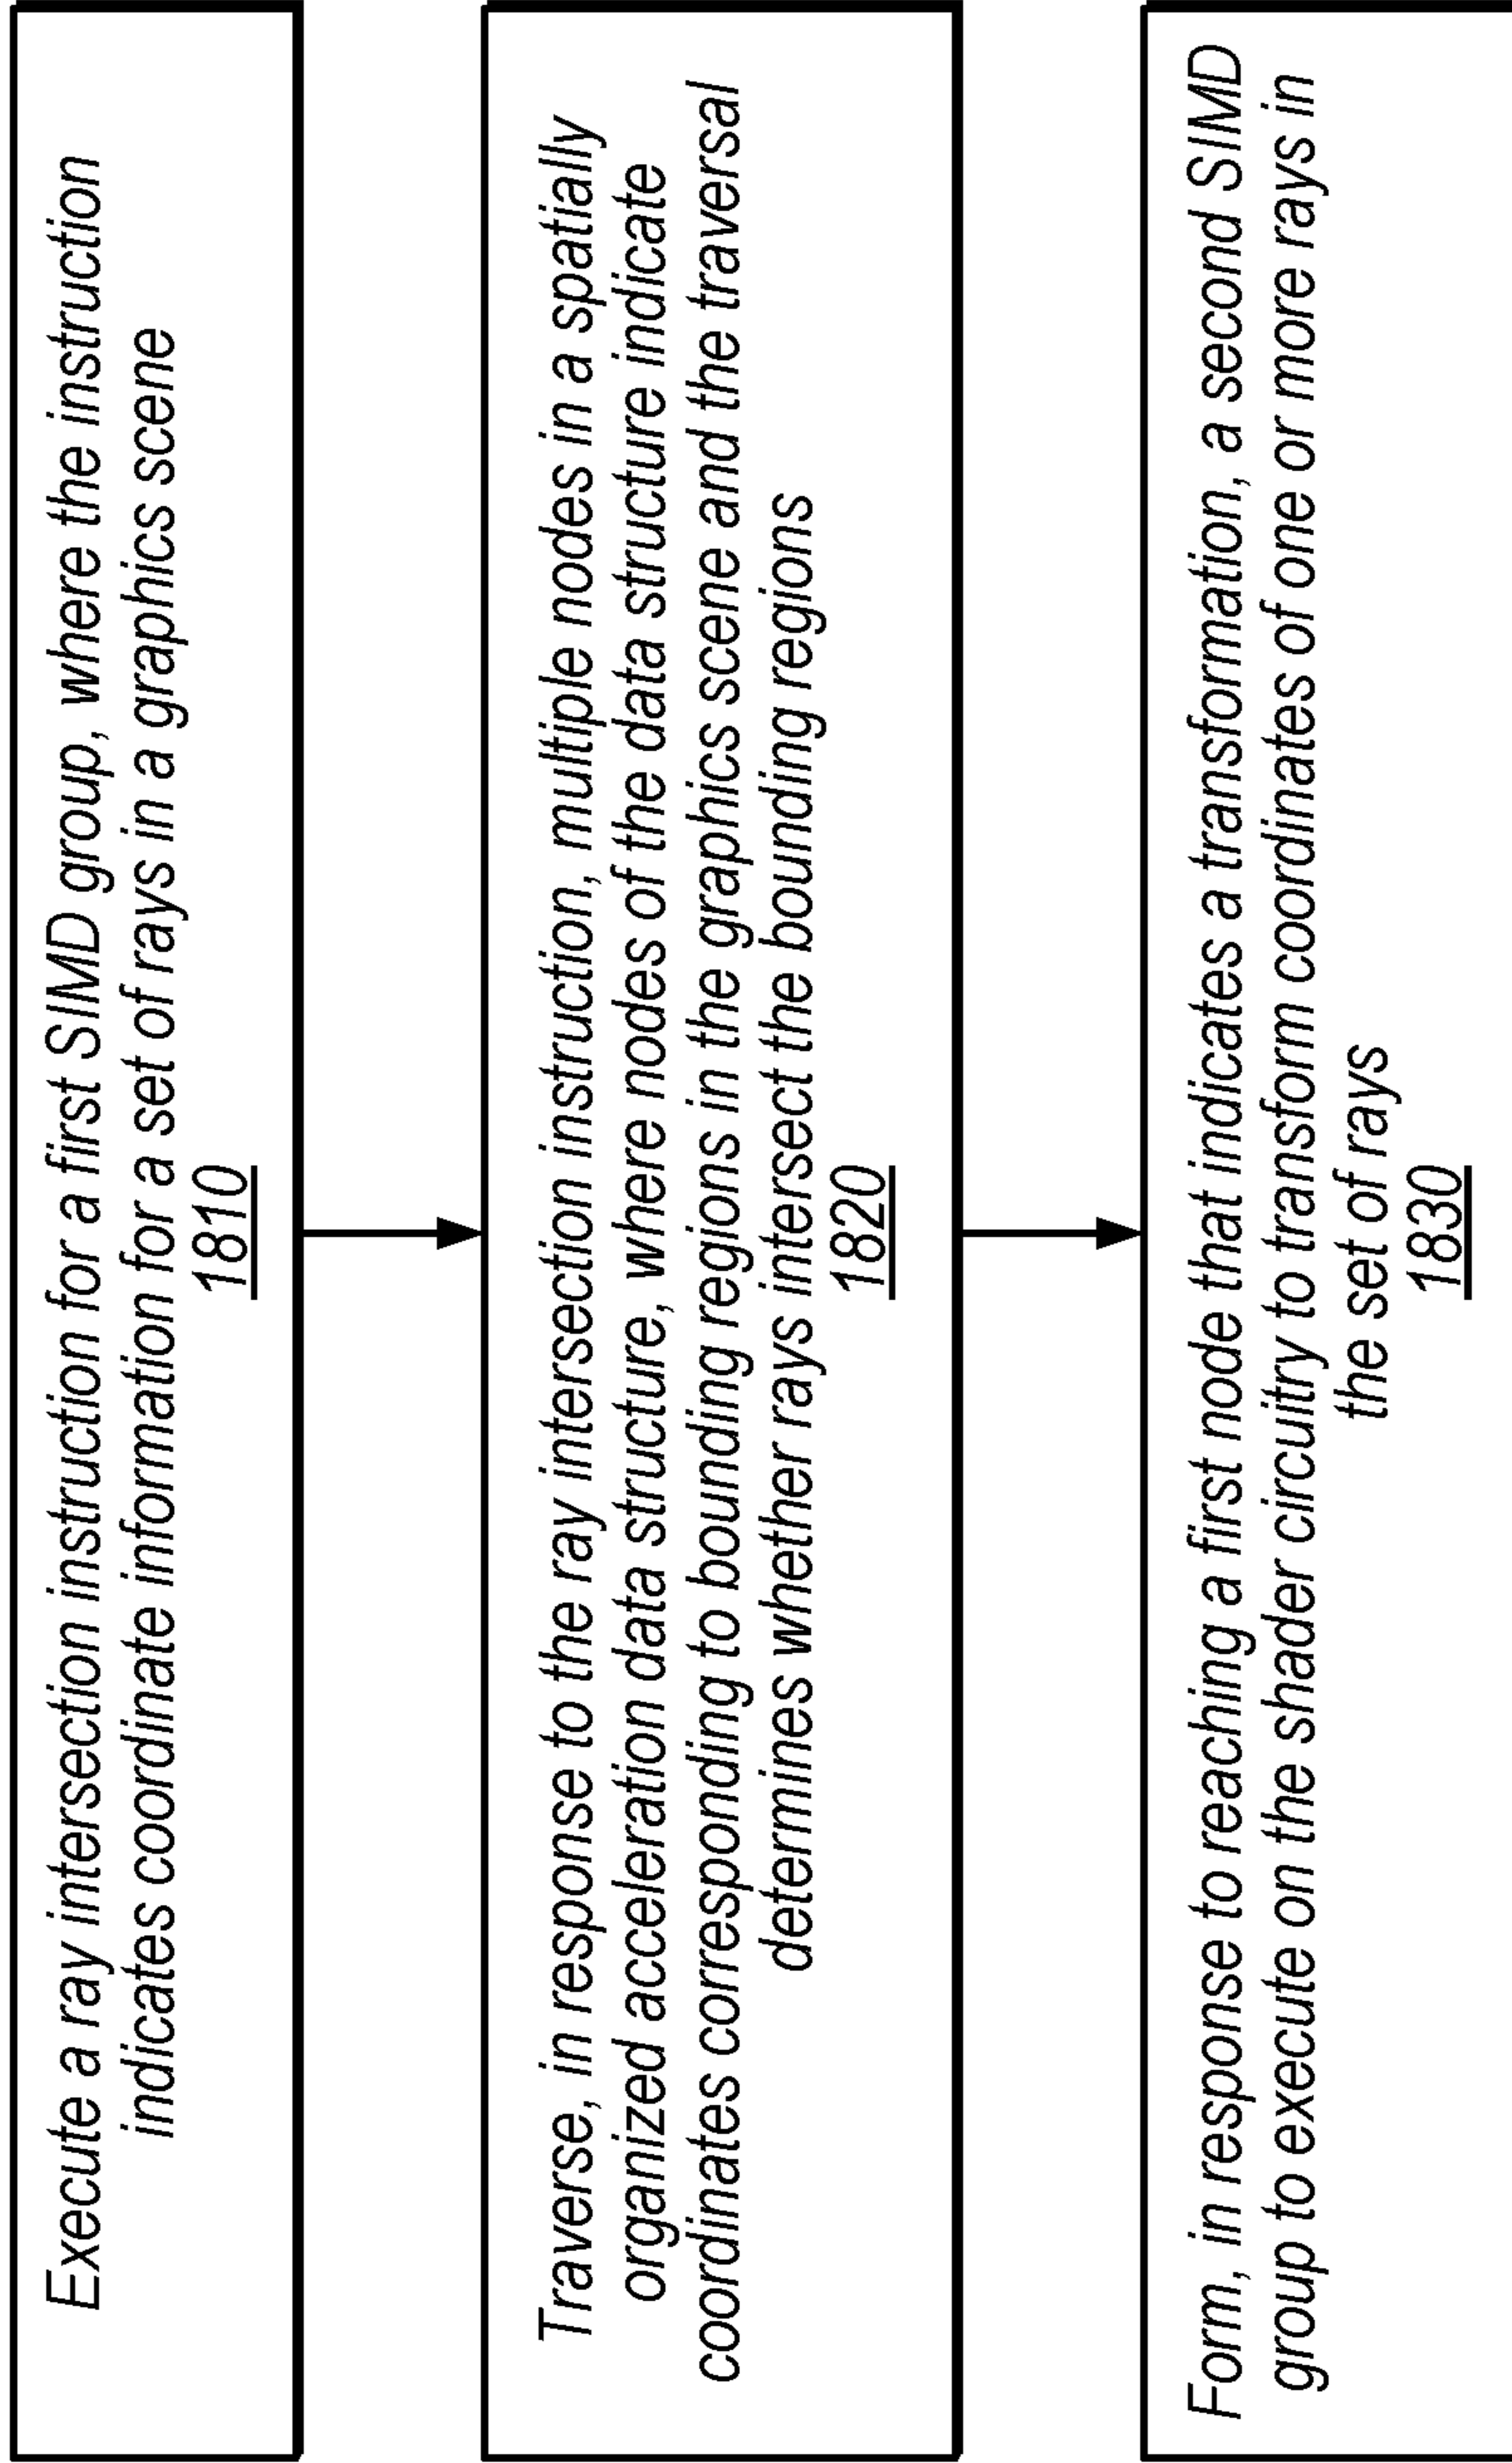 Execute a ray intersection instruction for a first SIMD group, where the instruction
indicates coordinate information for a set of rays in a graphics scene
1810
Traverse, in response to the ray intersection instruction, multiple nodes in a spatially
organized acceleration data structure, where nodes of the data structure indicate
coordinates corresponding to bounding regions in the graphics scene and the traversal
determines whether rays intersect the bounding regions
1820
Form, in response to reaching a first node that indicates a transformation, a second SIMD
group to execute on the shader circuitry to transform coordinates of one or more rays in
the set of rays
1830